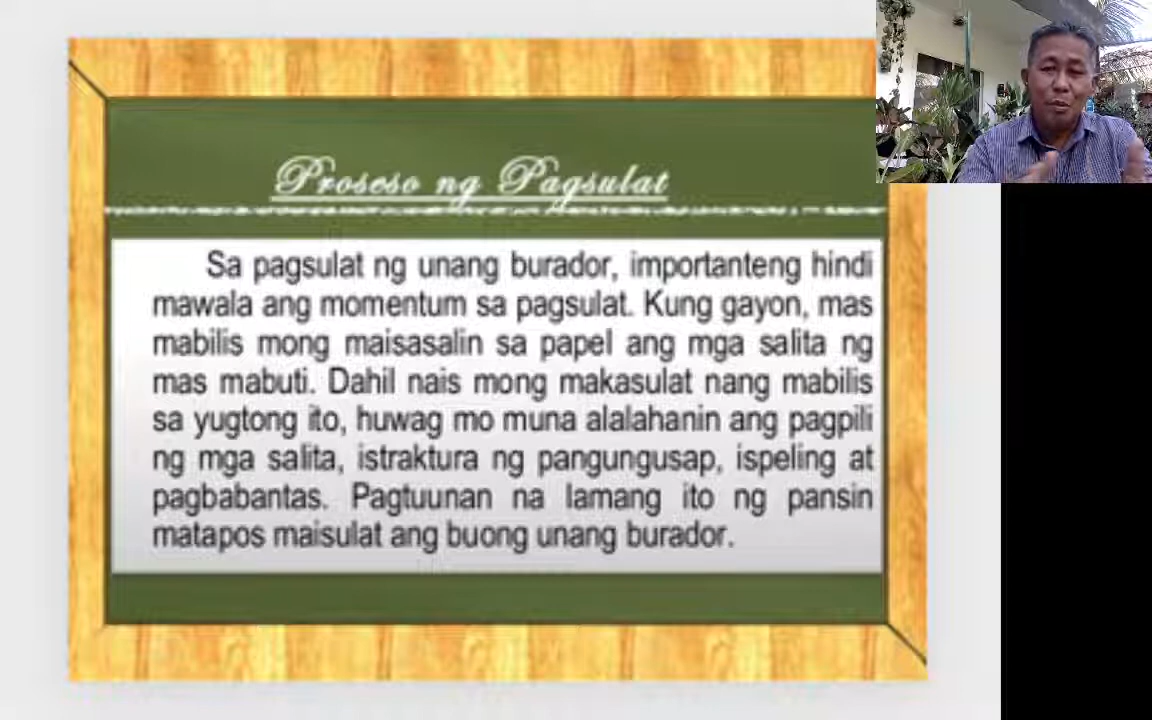 Proseso ng Pagsulat
Sa pagsulat ng unang burador, importanteng hindi
mawala ang momentum sa pagsulat. Kung gayon, mas
mabilis mong maisasalin sa papel ang mga salita ng
mas mabuti. Dahil nais mong makasulat nang mabilis
sa yugtong ito, huwag mo muna alalahanin ang pagpili
ng mga salita, istraktura ng pangungusap, ispeling at
pagbabantas. Pagtuunan na lamang ito ng pansin
matapos maisulat ang buong unang burador.